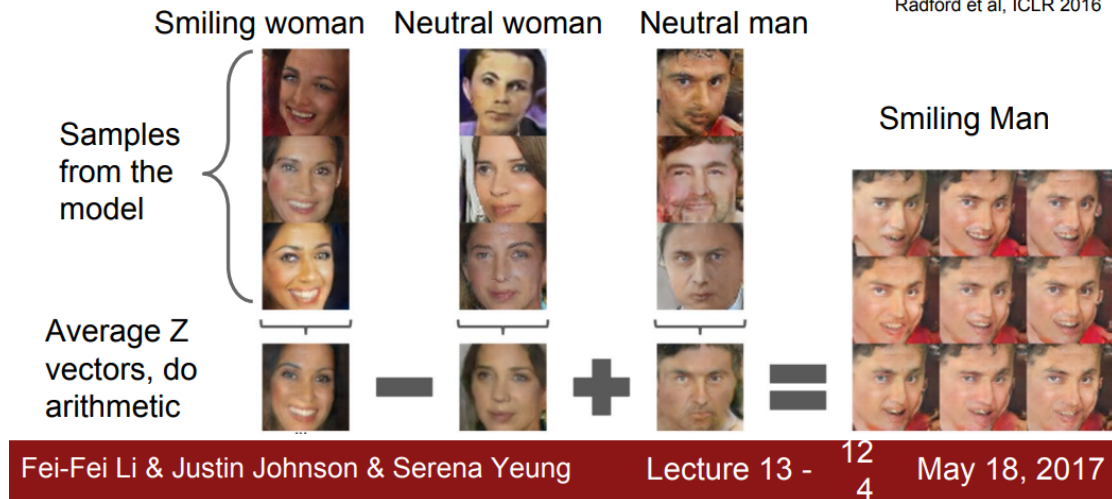 Radford et al, ICLR 2016
Smiling woman Neutral woman Neutral man
Samples
from the
model
Smiling Man
Average Z
vectors, do
arithmetic
Fei-Fei Li & Justin Johnson & Serena Yeung Lecture 13 - 12
4 May 18, 2017